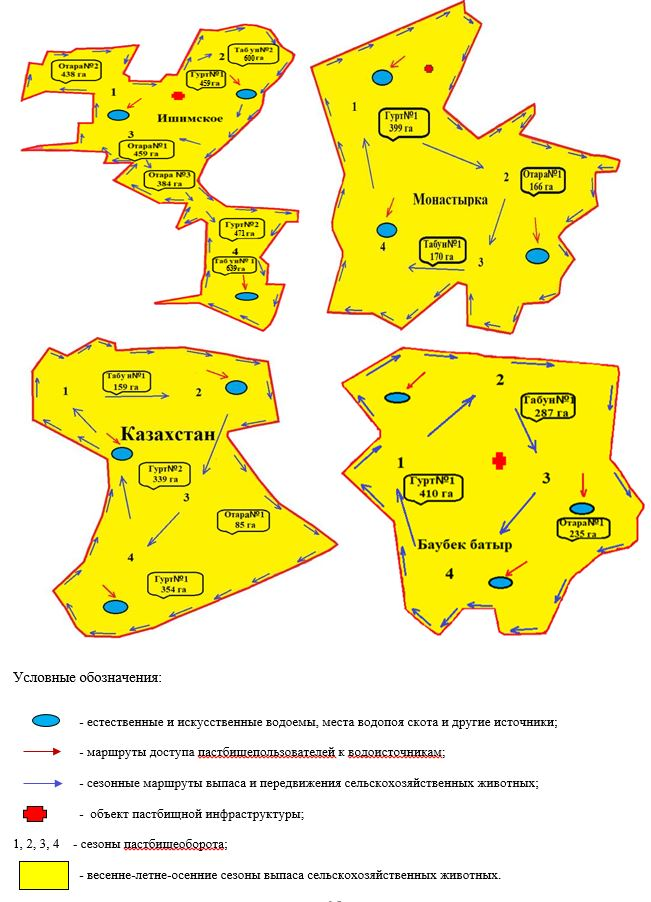 Отара№2
438 га
1
2
Табун№2
600 га
Гурт№1
459 га
Ишимское
3
Отара№1
459 га
Отара №3
384 га
Гурт№2
471 га
4
Табун№ 1
639 га
1
Гурт№1
399 га
2
Отара№1
166 га
Монастырка
4
Табун№1
170 га
3
1
Табун№1
159 га
2
Казахстан
Гурт№2
339 га
3
Отара№1
85 га
4
Гурт№1
354 га
2
Табун№1
287 га
1
Гурт№1
410 га
3
Отара№1
235 га
Баубек батыр
4
Условные обозначения:
- естественные и искусственные водоемы, места водопоя скота и другие источники;
- маршруты доступа пастбищепользователей к водоисточникам;
- сезонные маршруты выпаса и передвижения сельскохозяйственных животных;
- объект пастбищной инфраструктуры;
1, 2, 3, 4 - сезоны пастбищеоборота;
- весенне-летне-осенние сезоны выпаса сельскохозяйственных животных.